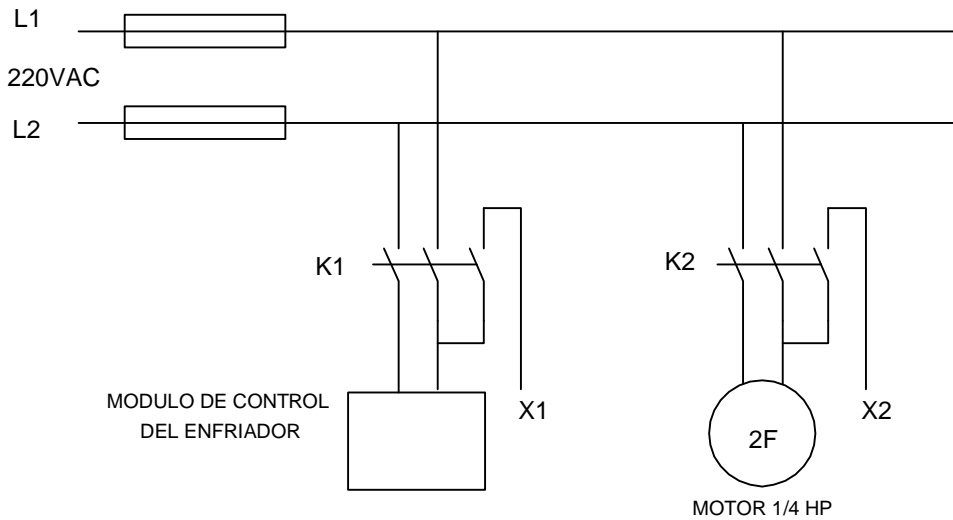 L1
220VAC
L2
K1
K2
MODULO DE CONTROL
DEL ENFRIADOR
X1
2F
X2
MOTOR 1/4 HP